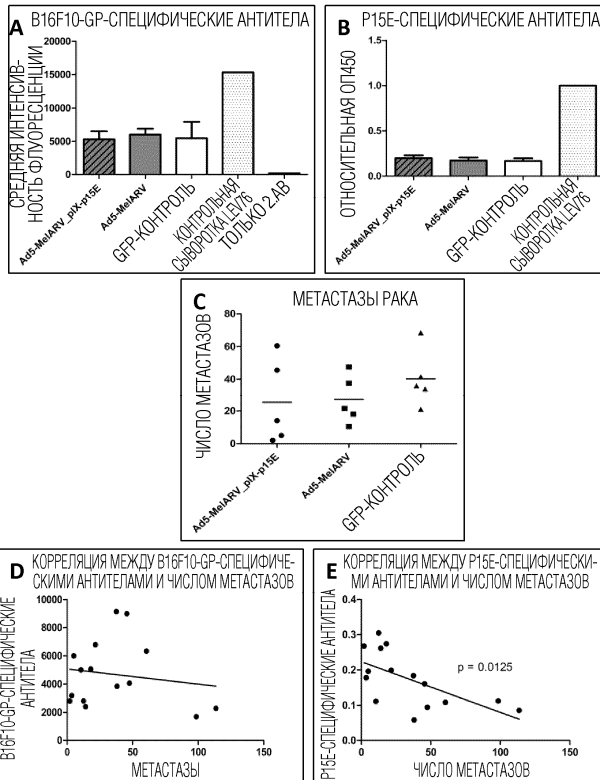 A
B16F10-GP-СПЕЦИФИЧЕСКИЕ АНТИТЕЛА
СРЕДНЯЯ ИНТЕНСИВ-
НОСТЬ ФЛУОРЕСЦЕНЦИИ
20000
15000
10000
5000
0
Ad5-MelARV_pIX-p15E
Ad5-MelARV
GFP-КОНТРОЛЬ
КОНТРОЛЬНАЯ
СЫВОРОТКА LEV76
ТОЛЬКО 2.АВ
B
P15E-СПЕЦИФИЧЕСКИЕ АНТИТЕЛА
ОТНОСИТЕЛЬНАЯ ОП450
1.5
1.0
0.5
0.0
Ad5-MelARV_pIX-p15E
Ad5-MelARV
GFP-КОНТРОЛЬ
КОНТРОЛЬНАЯ
СЫВОРОТКА LEV76
C
МЕТАСТАЗЫ РАКА
ЧИСЛО МЕТАСТАЗОВ
80
60
40
20
0
Ad5-MelARV_pIX-p15E
Ad5-MelARV
GFP-КОНТРОЛЬ
D
КОРРЕЛЯЦИЯ МЕЖДУ B16F10-GP-СПЕЦИФИЧЕ-
СКИМИ АНТИТЕЛАМИ И ЧИСЛОМ МЕТАСТАЗОВ
B16F10-GP-СПЕЦИФИЧЕСКИЕ
АНТИТЕЛА
10000
8000
6000
4000
2000
0
0
50
100
150
МЕТАСТАЗЫ
E
КОРРЕЛЯЦИЯ МЕЖДУ P15E-СПЕЦИФИЧЕСКИ-
МИ АНТИТЕЛАМИ И ЧИСЛОМ МЕТАСТАЗОВ
P15E-СПЕЦИФИЧЕСКИЕ АНТИТЕЛА
0.4
0.3
0.2
0.1
0.0
p = 0.0125
0
50
100
150
ЧИСЛО МЕТАСТАЗОВ